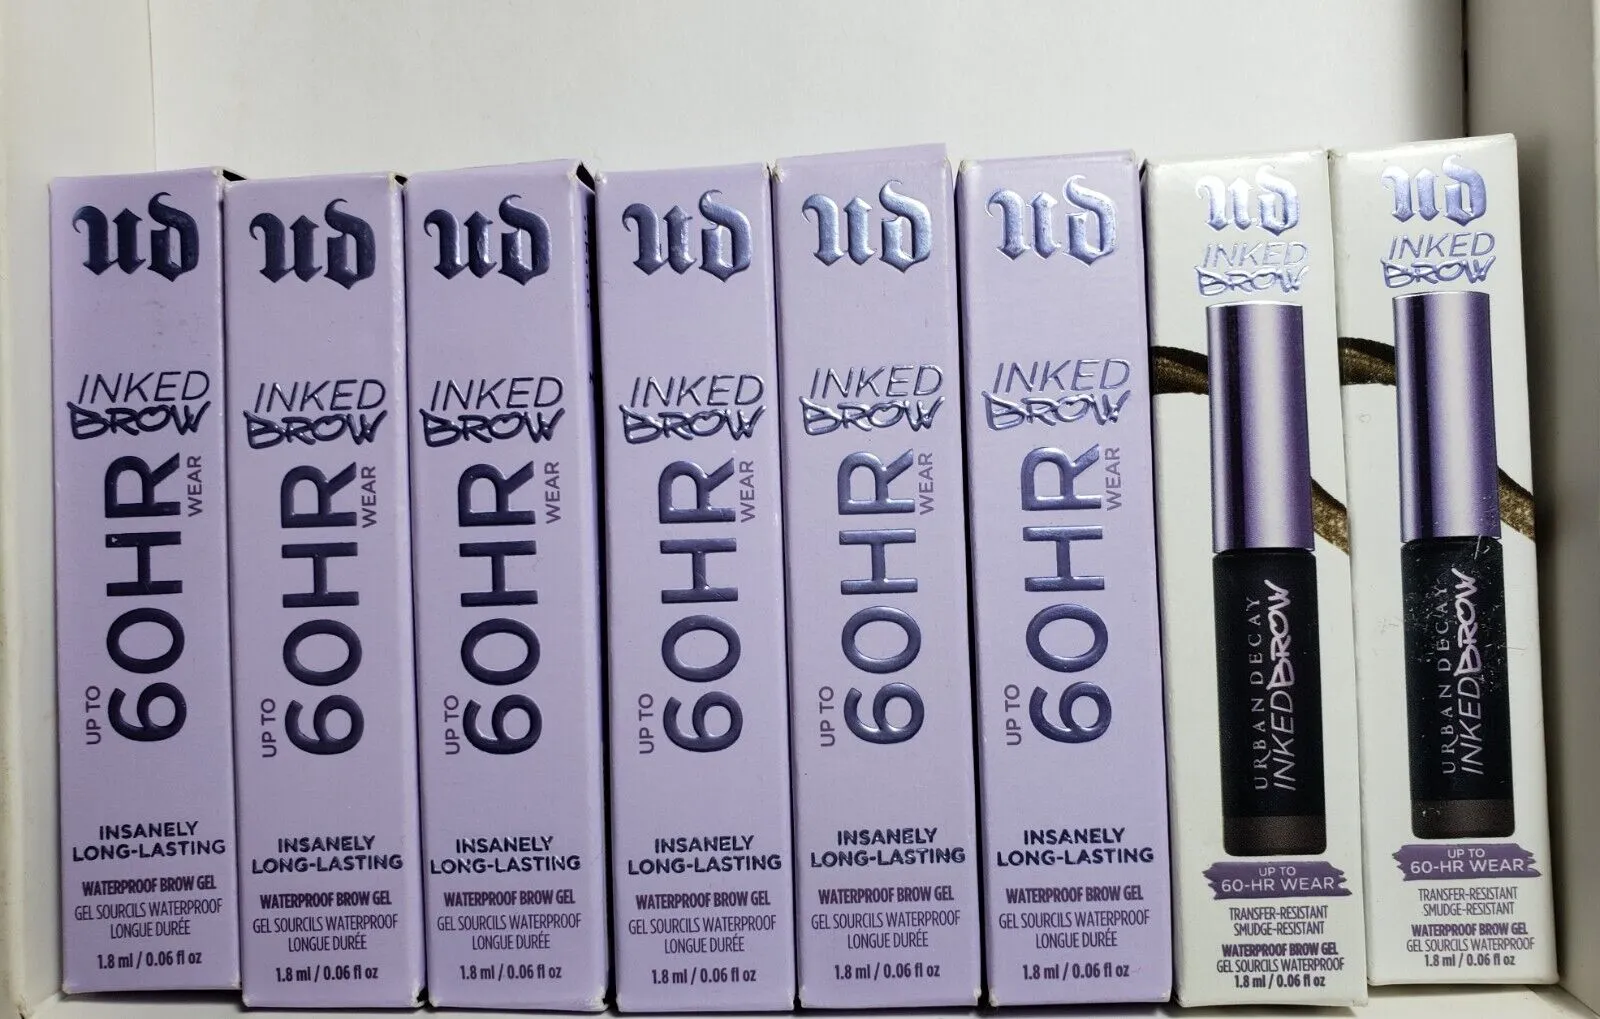 ud
INKED
BROW
UP TO
60HR
WEAR
INSANELY
LONG-LASTING
WATERPROOF BROW GEL
GEL SOURCILS WATERPROOF
LONGUE DURÉE
1.8 ml / 0.06 fl oz
ud
INKED
BROW
UP TO
60HR
WEAR
INSANELY
LONG-LASTING
WATERPROOF BROW GEL
GEL SOURCILS WATERPROOF
LONGUE DURÉE
1.8 ml / 0.06 fl oz
ud
INKED
BROW
UP TO
60HR
WEAR
INSANELY
LONG-LASTING
WATERPROOF BROW GEL
GEL SOURCILS WATERPROOF
LONGUE DURÉE
1.8 ml / 0.06 fl oz
ud
INKED
BROW
UP TO
60HR
WEAR
INSANELY
LONG-LASTING
WATERPROOF BROW GEL
GEL SOURCILS WATERPROOF
LONGUE DURÉE
1.8 ml / 0.06 fl oz
ud
INKED
BROW
UP TO
60HR
WEAR
INSANELY
LONG-LASTING
WATERPROOF BROW GEL
GEL SOURCILS WATERPROOF
LONGUE DURÉE
1.8 ml / 0.06 fl oz
ud
INKED
BROW
UP TO
60HR
WEAR
INSANELY
LONG-LASTING
WATERPROOF BROW GEL
GEL SOURCILS WATERPROOF
LONGUE DURÉE
1.8 ml / 0.06 fl oz
ud
INKED
BROW
URBAN DECAY
INKEDBROW
UP TO
60-HR WEAR
TRANSFER-RESISTANT
SMUDGE-RESISTANT
WATERPROOF BROW GEL
GEL SOURCILS WATERPROOF
1.8 ml / 0.06 fl oz
ud
INKED
BROW
URBAN DECAY
INKEDBROW
UP TO
60-HR WEAR
TRANSFER-RESISTANT
SMUDGE-RESISTANT
WATERPROOF BROW GEL
GEL SOURCILS WATERPROOF
1.8 ml / 0.06 fl oz